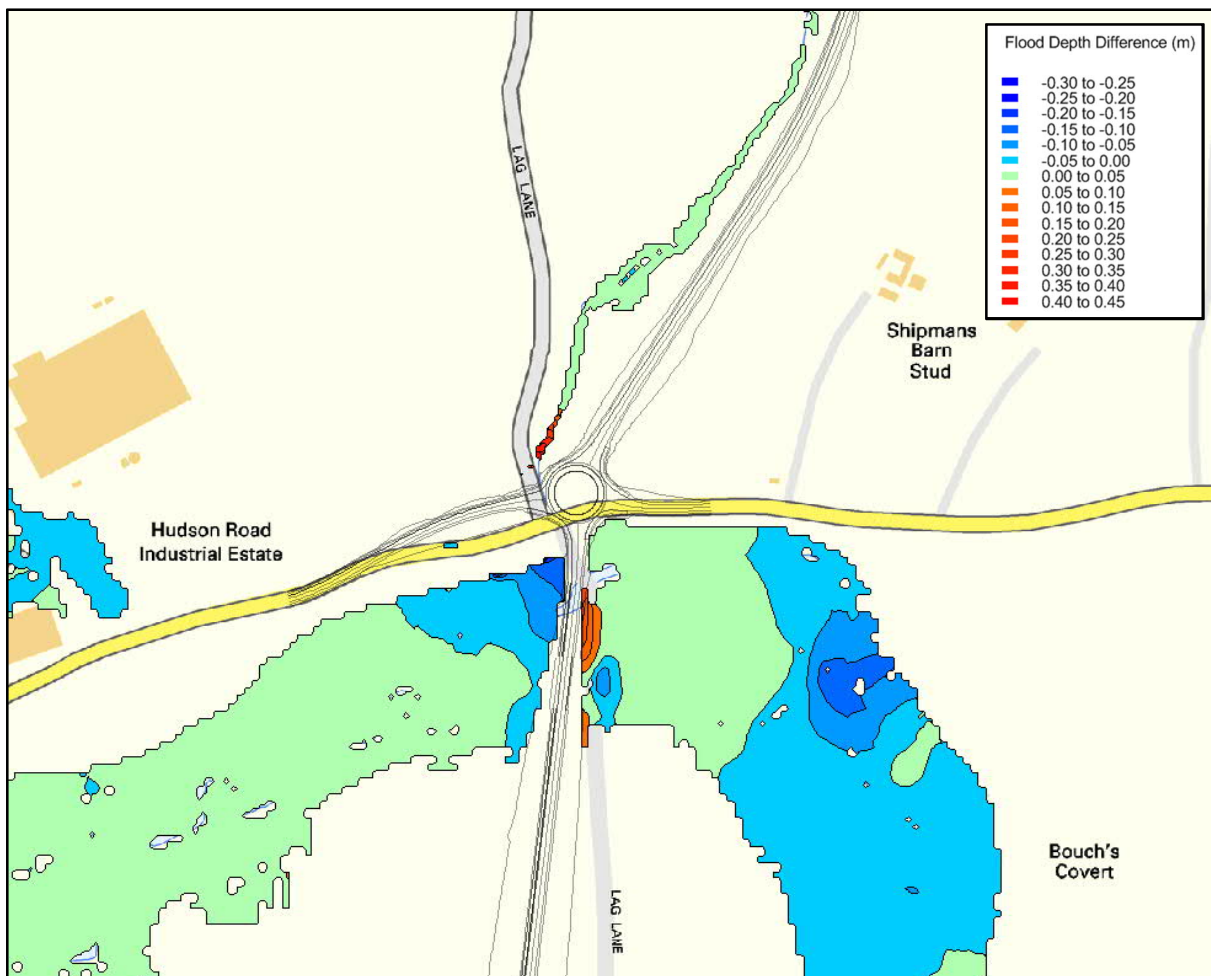 Flood Depth Difference (m)
-0.30 to -0.25
-0.25 to -0.20
-0.20 to -0.15
-0.15 to -0.10
-0.10 to -0.05
-0.05 to 0.00
0.00 to 0.05
0.05 to 0.10
0.10 to 0.15
0.15 to 0.20
0.20 to 0.25
0.25 to 0.30
0.30 to 0.35
0.35 to 0.40
0.40 to 0.45
LAG LANE
Shipmans
Barn
Stud
Hudson Road
Industrial Estate
Bouch's
Covert
LAG LANE